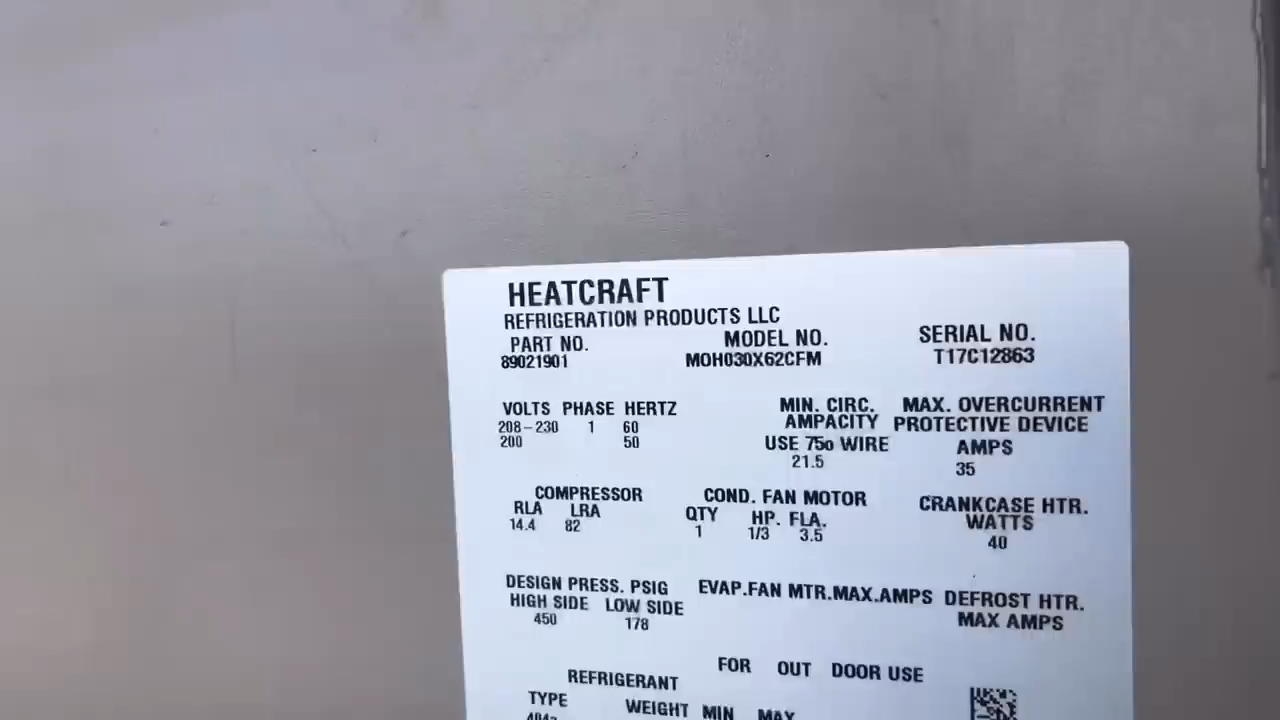 HEATCRAFT
REFRIGERATION PRODUCTS LLC
PART NO. MODEL NO. SERIAL NO.
89021901 MOH030X62CFM T17C12863
VOLTS PHASE HERTZ MIN. CIRC. MAX. OVERCURRENT
208-230 1 60 AMPACITY PROTECTIVE DEVICE
200 50 USE 75o WIRE AMPS
21.5 35
COMPRESSOR COND. FAN MOTOR CRANKCASE HTR.
RLA LRA QTY HP. FLA. WATTS
14.4 82 1 1/3 3.5 40
DESIGN PRESS. PSIG EVAP.FAN MTR.MAX.AMPS DEFROST HTR.
HIGH SIDE LOW SIDE MAX AMPS
450 178
FOR OUT DOOR USE
REFRIGERANT
TYPE WEIGHT MIN MAX